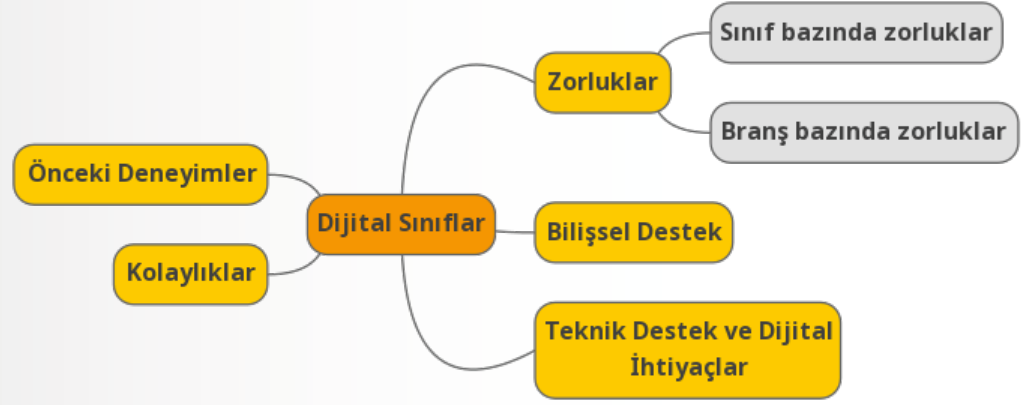 Sınıf bazında zorluklar
Zorluklar
Branş bazında zorluklar
Önceki Deneyimler
Dijital Sınıflar
Bilişsel Destek
Kolaylıklar
Teknik Destek ve Dijital
İhtiyaçlar